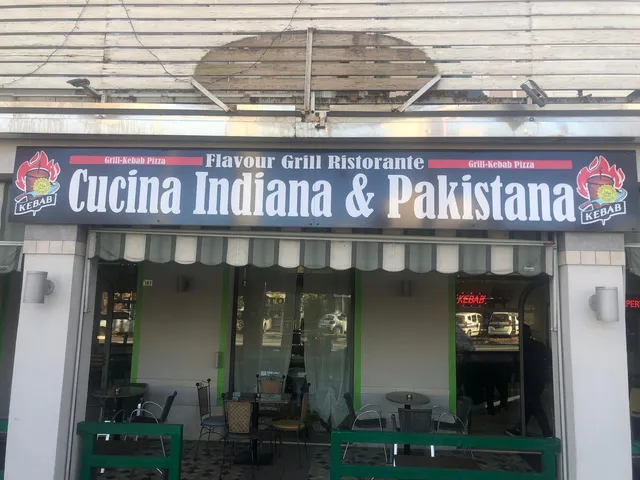 Grill-Kebab Pizza Flavour Grill Ristorante Grill-Kebab Pizza
Cucina Indiana & Pakistana
KEBAB
KEBAB
KEBAB